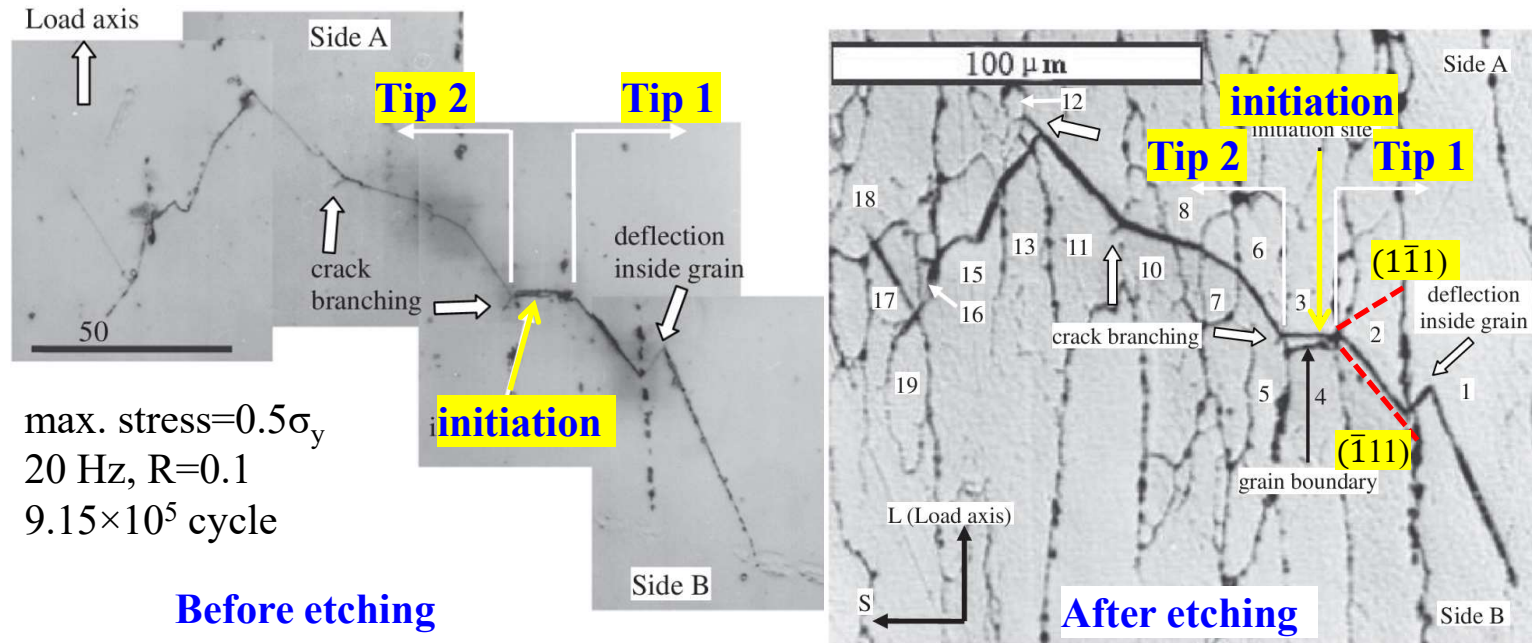 Load axis
Side A
Tip 2
Tip 1
crack
branching
deflection
inside grain
50
initiation
max. stress=0.5σy
20 Hz, R=0.1
9.15×10⁵ cycle
Side B
Before etching
100 μm
Side A
12
initiation
initiation site
Tip 2
Tip 1
18
8
13
11
6
15
10
(11̅1)
17
16
7
3
2
deflection
inside grain
crack branching
19
5
4
1
(1̅11)
grain boundary
L (Load axis)
S
After etching
Side B